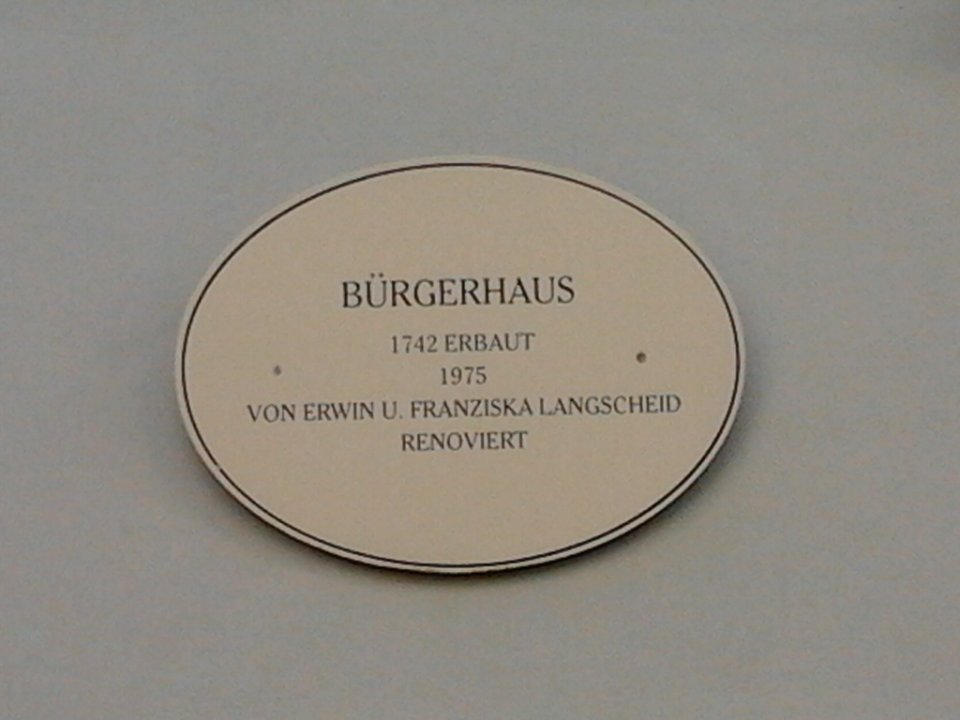 BÜRGERHAUS
1742 ERBAUT
1975
VON ERWIN U. FRANZISKA LANGSCHEID
RENOVIERT